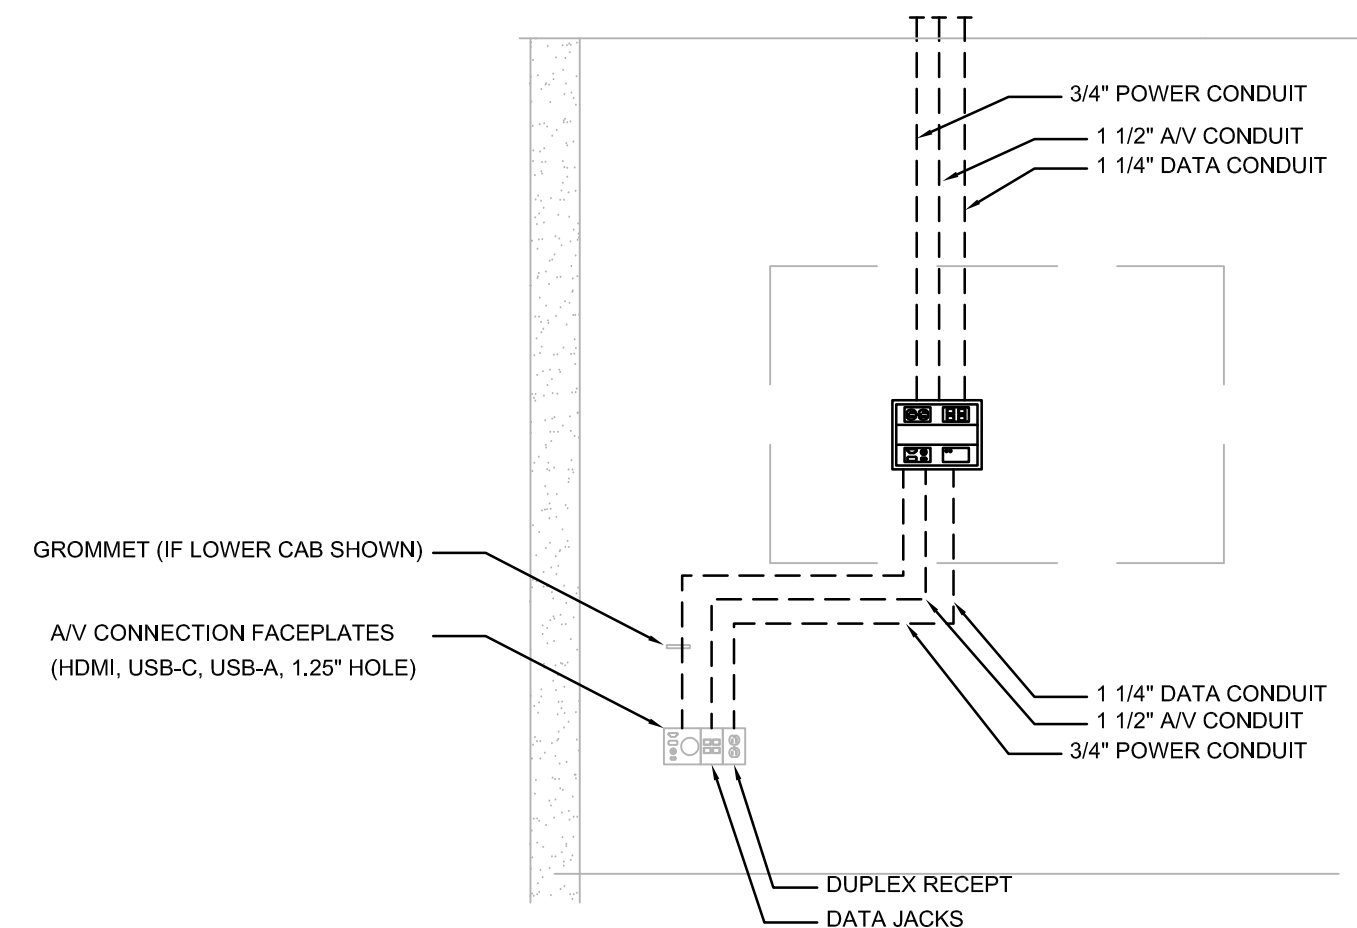 3/4" POWER CONDUIT
1 1/2" A/V CONDUIT
1 1/4" DATA CONDUIT
GROMMET (IF LOWER CAB SHOWN)
A/V CONNECTION FACEPLATES
(HDMI, USB-C, USB-A, 1.25" HOLE)
1 1/4" DATA CONDUIT
1 1/2" A/V CONDUIT
3/4" POWER CONDUIT
DUPLEX RECEPT
DATA JACKS